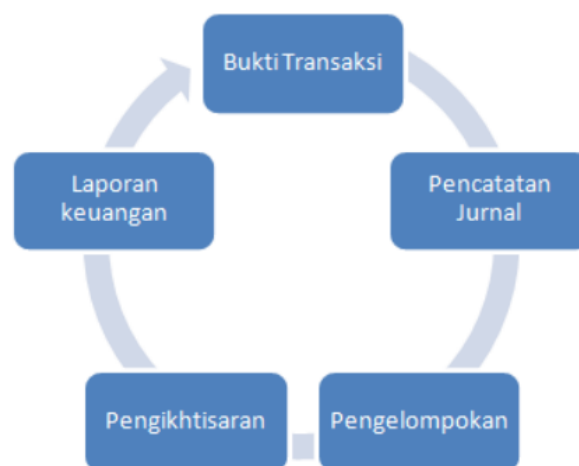 Bukti Transaksi
Pencatatan
Jurnal
Pengelompokan
Pengikhtisaran
Laporan
keuangan